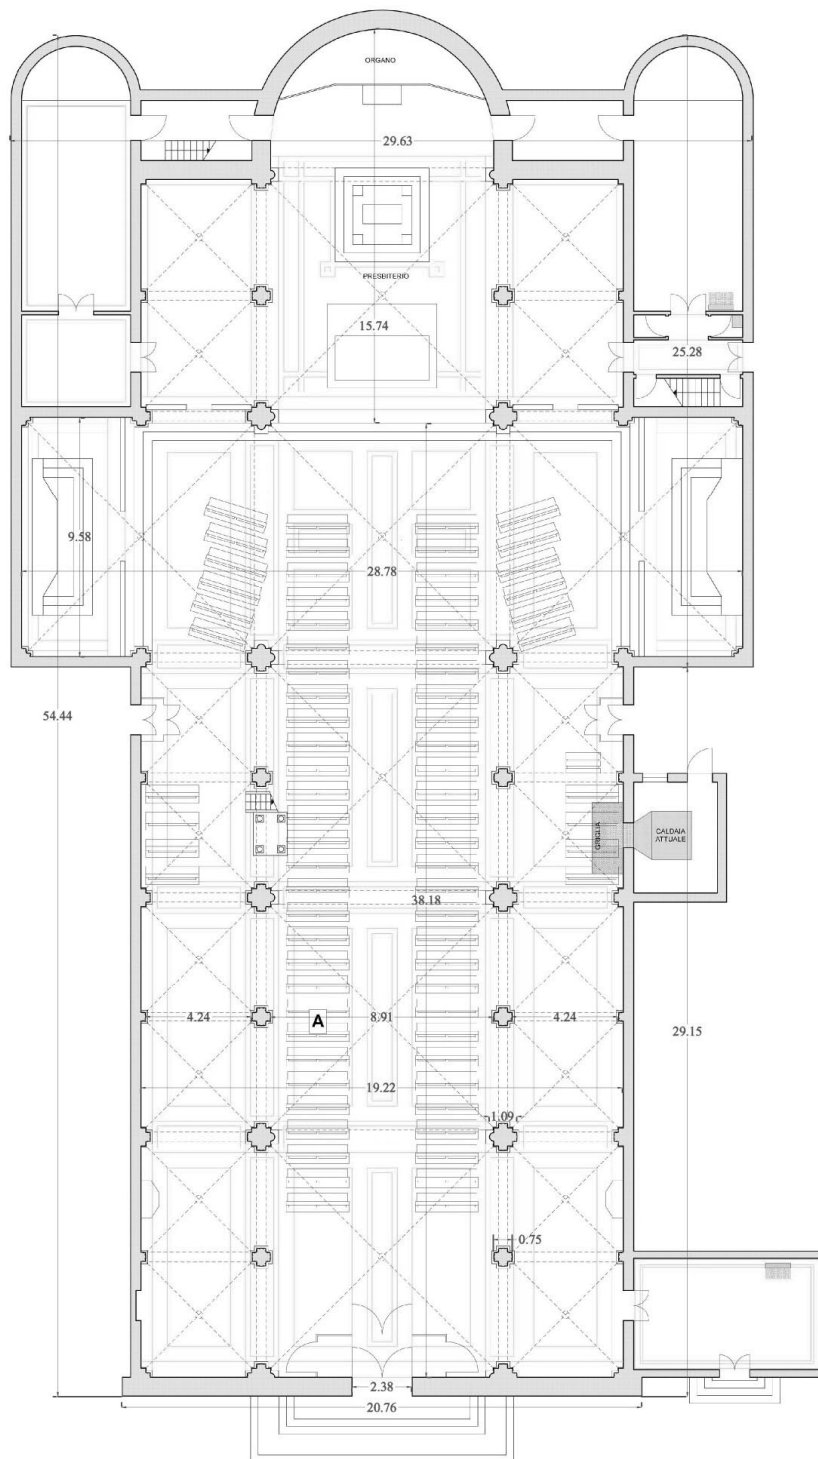 ORGANO
29.63
PRESBITERIO
15.74
25.28
9.58
28.78
54.44
GRIGLIA
CALDAIA
ATTUALE
38.18
4.24
A
8.91
4.24
29.15
19.22
1.09
0.75
2.38
20.76